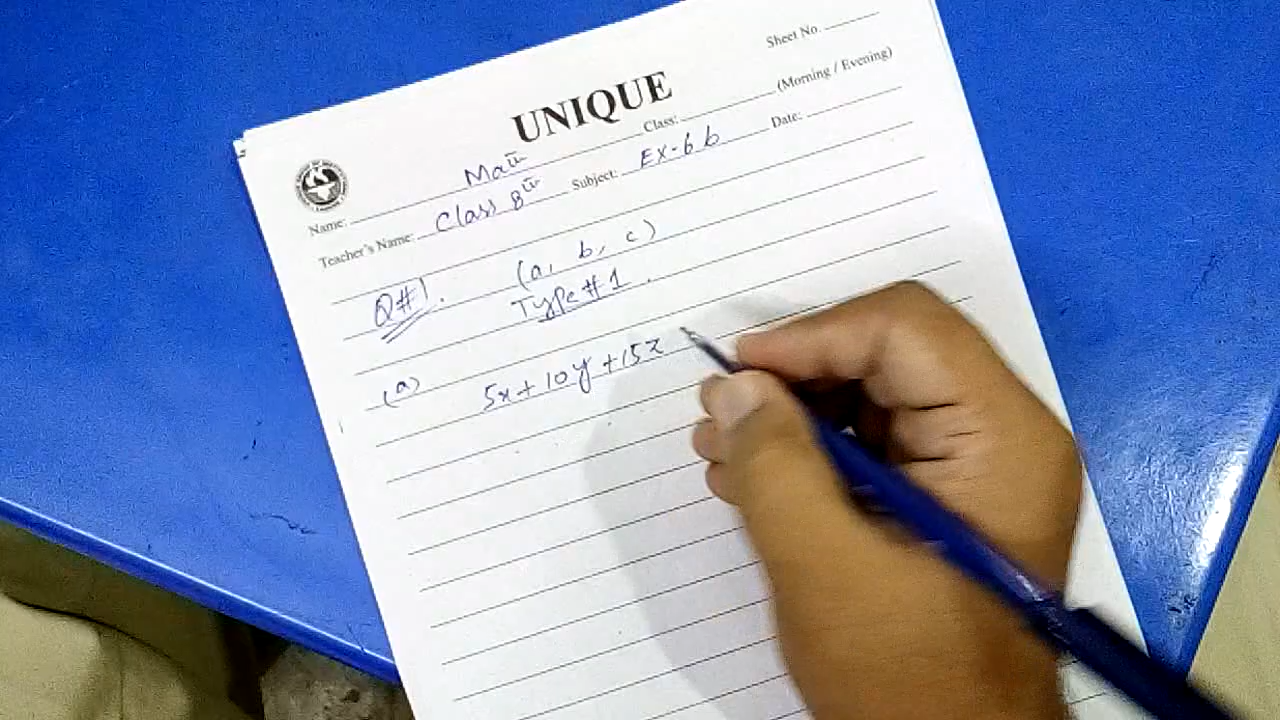 Sheet No.
UNIQUE
Class: (Morning / Evening)
Name: Math
Date:
Teacher's Name: Class 8th Subject: EX-6b
Q#1. (a, b, c)
Type #1.
(a) 5x + 10y + 15z